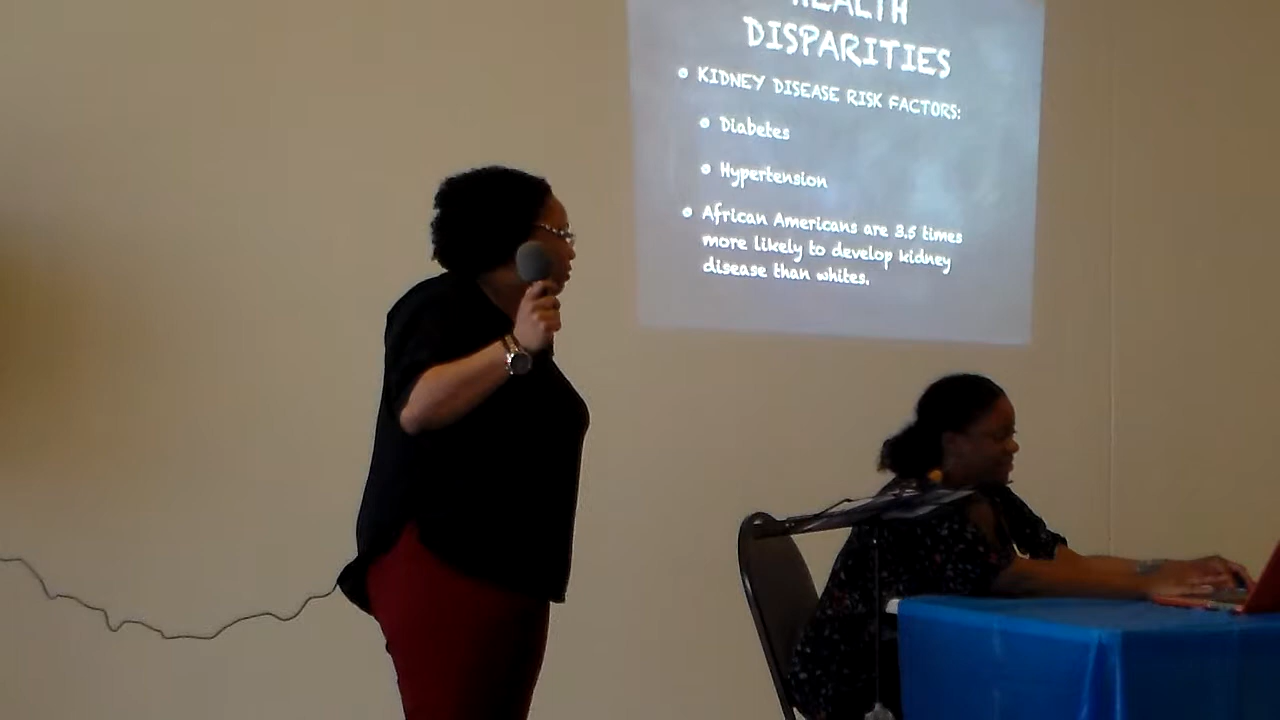 HEALTH
DISPARITIES
KIDNEY DISEASE RISK FACTORS:
Diabetes
Hypertension
African Americans are 3.5 times
more likely to develop kidney
disease than whites.